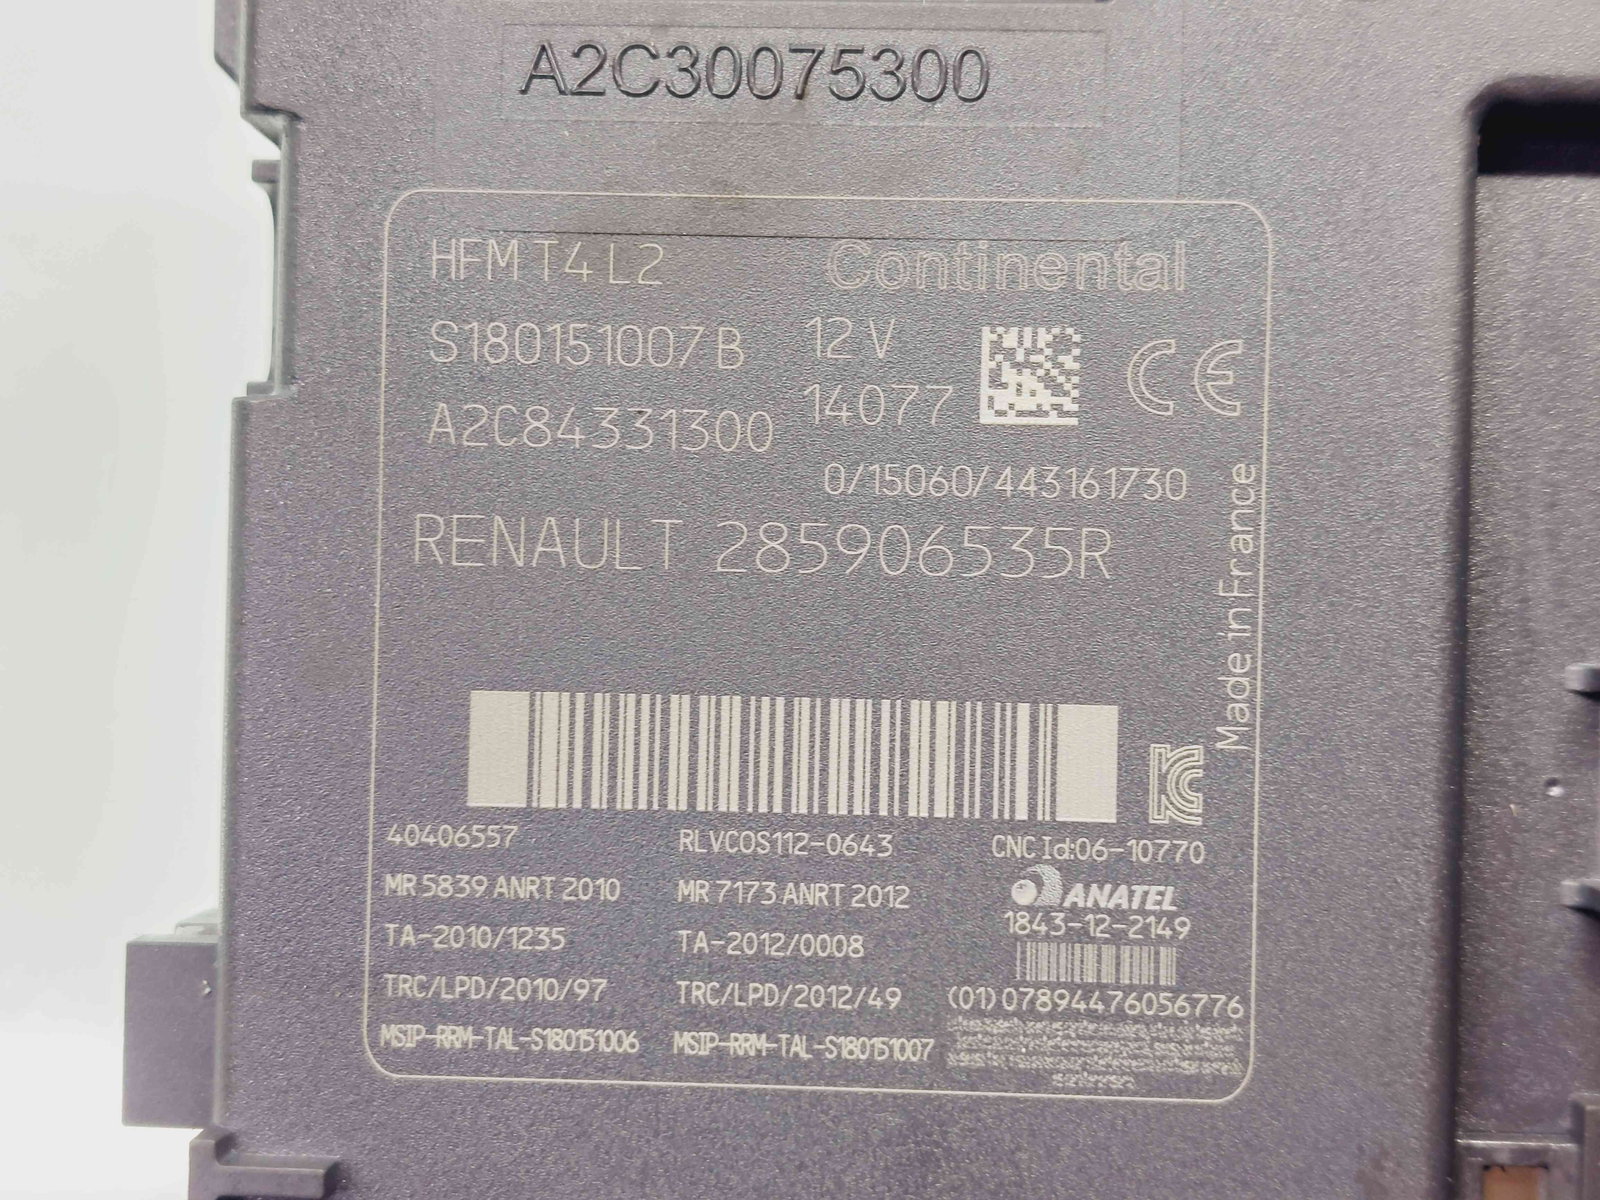 A2C30075300
HFM T4 L2
Continental
S180151007B
12 V
A2C84331300
14077
0/15060/443161730
RENAULT 285906535R
Made in France
40406557
RLVCOS112-0643
CNC Id:06-10770
MR 5839 ANRT 2010
MR 7173 ANRT 2012
ANATEL
1843-12-2149
TA-2010/1235
TA-2012/0008
TRC/LPD/2010/97
TRC/LPD/2012/49
(01)07894476056776
MSIP-RRM-TAL-S180151006
MSIP-RRM-TAL-S180151007